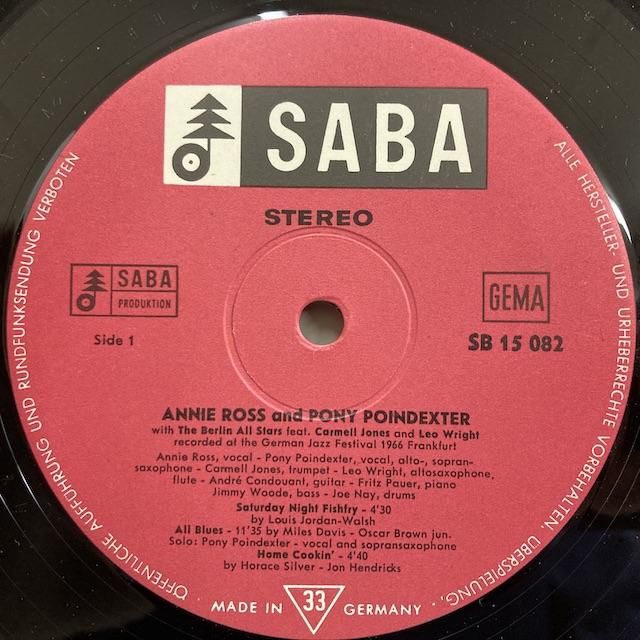 SABA
STEREO
SABA
PRODUKTION
GEMA
Side 1
SB 15 082
ANNIE ROSS and PONY POINDEXTER
with The Berlin All Stars feat. Carmell Jones and Leo Wright
recorded at the German Jazz Festival 1966 Frankfurt
Annie Ross, vocal - Pony Poindexter, vocal, alto-, sopran-
saxophone - Carmell Jones, trumpet - Leo Wright, altosaxophone,
flute - André Condouant, guitar - Fritz Pauer, piano
Jimmy Woode, bass - Joe Nay, drums
Saturday Night Fishfry - 4'30
by Louis Jordan-Walsh
All Blues - 11'35 by Miles Davis - Oscar Brown jun.
Solo: Pony Poindexter - vocal and sopransaxophone
Home Cookin' - 4'40
by Horace Silver - Jon Hendricks
MADE IN 33 GERMANY
ALLE HERSTELLER- UND URHEBERRECHTE VORBEHALTEN. ÜBERSPIELUNG,
ÖFFENTLICHE AUFFÜHRUNG UND RUNDFUNKSENDUNG VERBOTEN